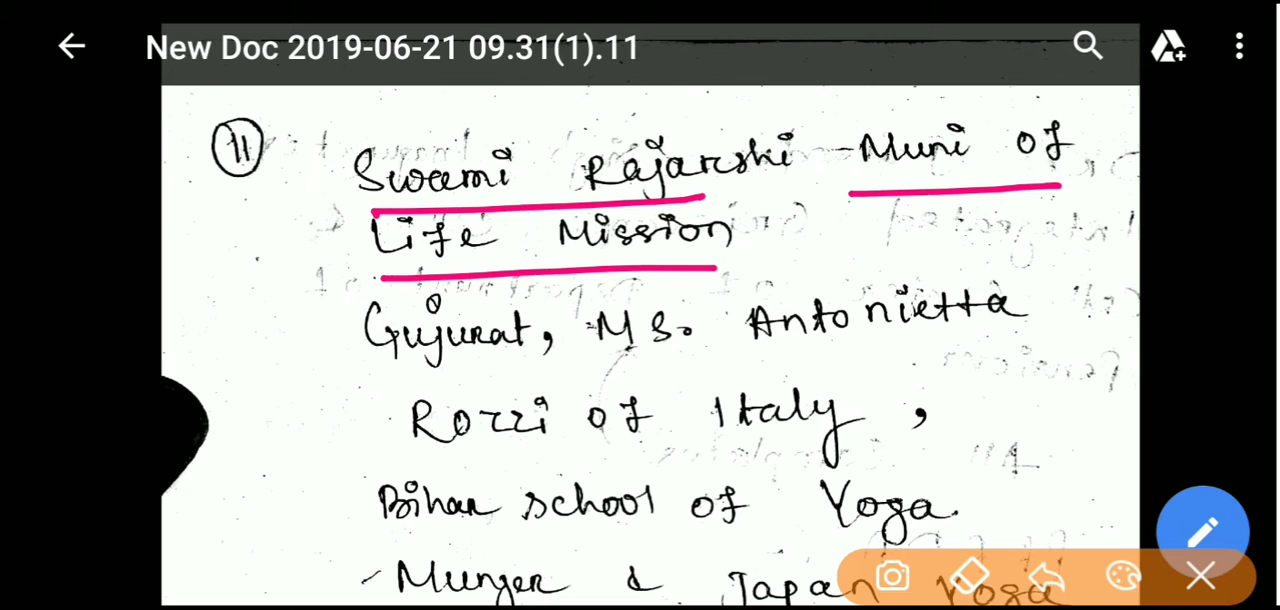 New Doc 2019-06-21 09.31(1).11
11
Swami Rajarshi Muni of
Life Mission
Gujurat, MS. Antonietta
Rozzi of Italy,
Bihar school of Yoga
- Munger & Japan Yoga